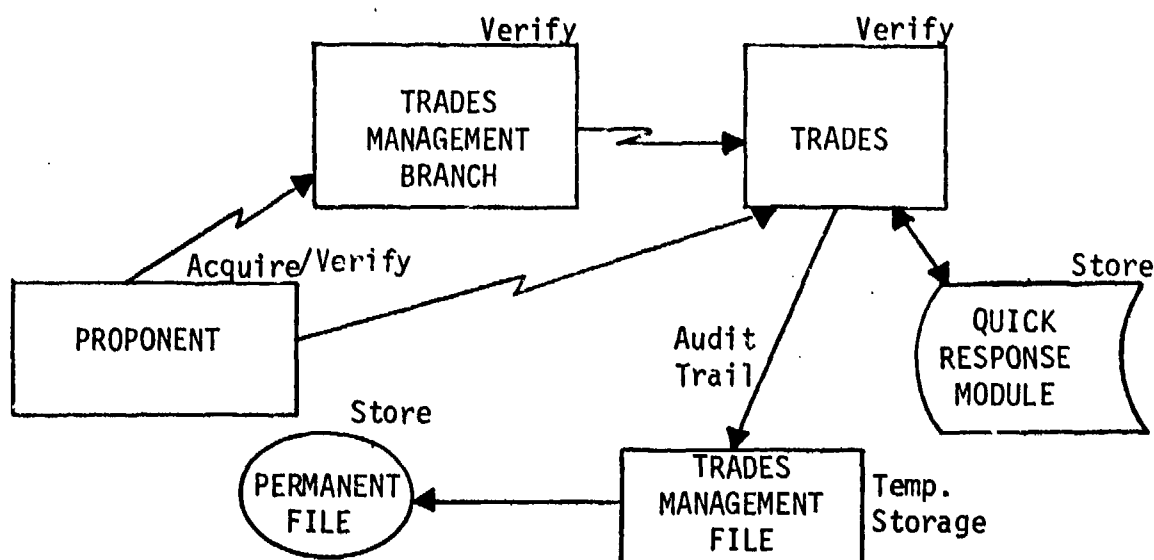 Verify
TRADES
MANAGEMENT
BRANCH
Verify
TRADES
Acquire/Verify
PROPONENT
Store
QUICK
RESPONSE
MODULE
Audit
Trail
Store
PERMANENT
FILE
TRADES
MANAGEMENT
FILE
Temp.
Storage